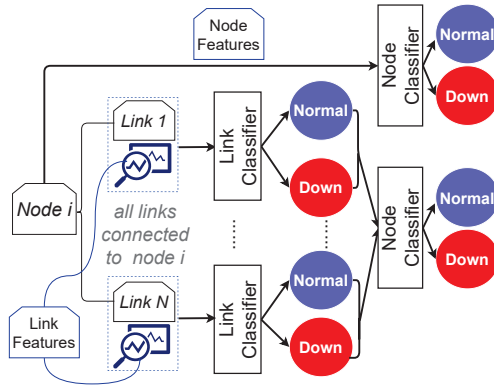 Node
Features
Node
Classifier
Normal
Down
Link 1
Link
Classifier
Normal
Down
Node i
all links
connected
to node i
Node
Classifier
Normal
Down
Link N
Link
Classifier
Normal
Down
Link
Features